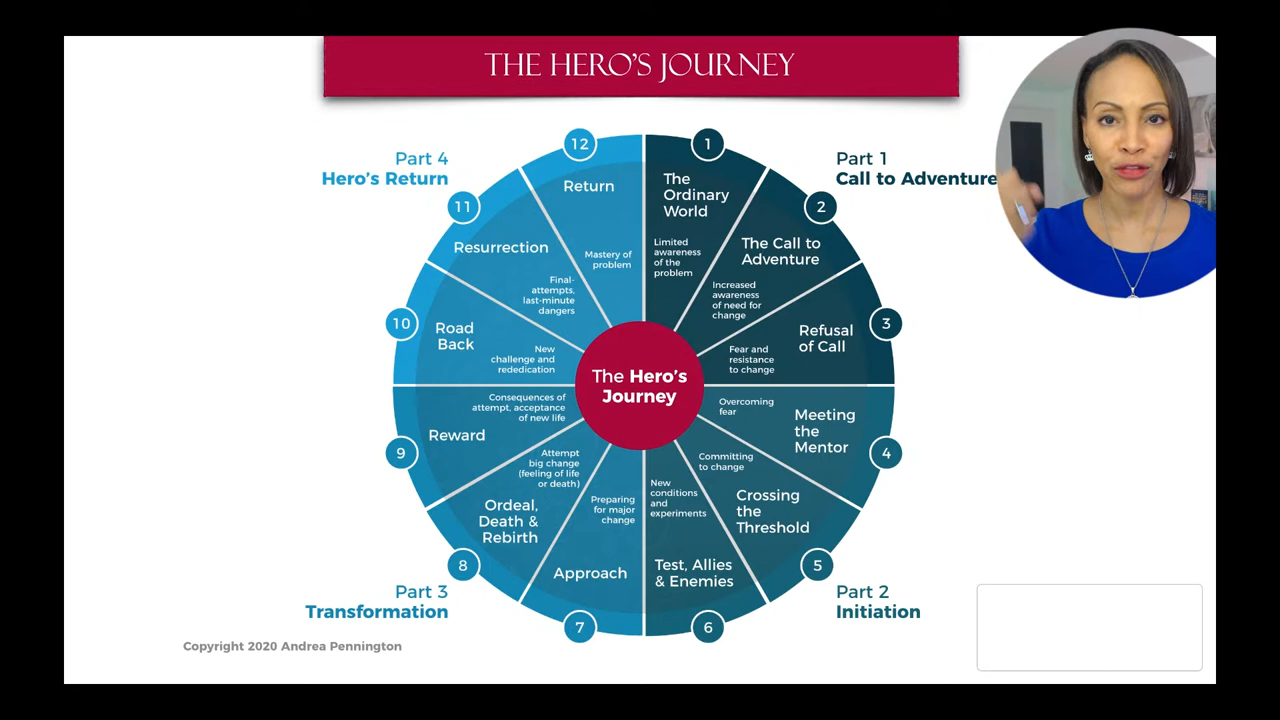 THE HERO'S JOURNEY
Part 4
Hero's Return
Part 1
Call to Adventure
12
1
Return
The
Ordinary
World
11
2
Resurrection
The Call to
Adventure
Mastery of
problem
Limited
awareness
of the
problem
Final-
attempts,
last-minute
dangers
Increased
awareness
of need for
change
10
3
Road
Back
Refusal
of Call
New
challenge and
rededication
Fear and
resistance
to change
The Hero's
Journey
Consequences of
attempt, acceptance
of new life
Overcoming
fear
Reward
Meeting
the
Mentor
9
4
Attempt
big change
(feeling of life
or death)
Committing
to change
Preparing
for major
change
New
conditions
and
experiments
Ordeal,
Death &
Rebirth
Crossing
the
Threshold
8
5
Approach
Test, Allies
& Enemies
7
6
Part 3
Transformation
Part 2
Initiation
Copyright 2020 Andrea Pennington